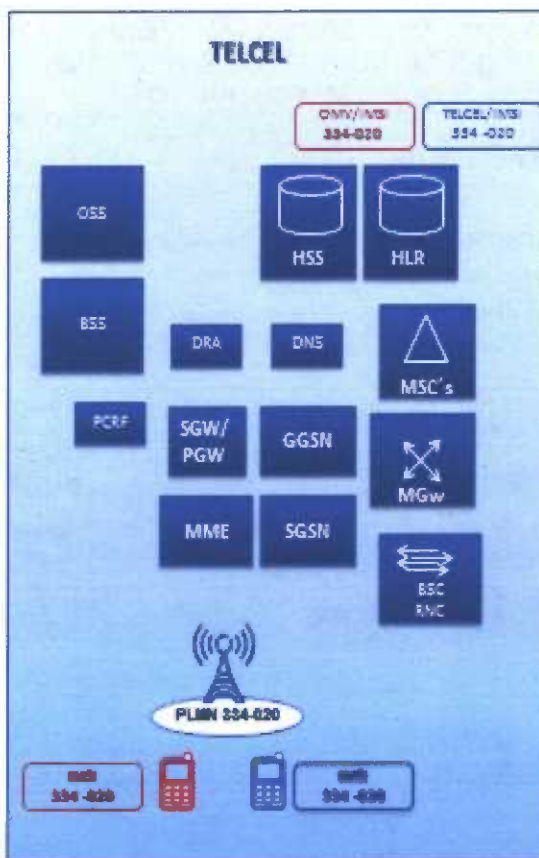 TELCEL
OMV/IMSI
334-020
TELCEL/IMSI
334 -020
OSS
HSS
HLR
BSS
DRA
DNS
MSC's
PCRF
SGW/
PGW
GGSN
MGw
MME
SGSN
BSC
RNC
PLMN 334-020
334 -020
334 -020